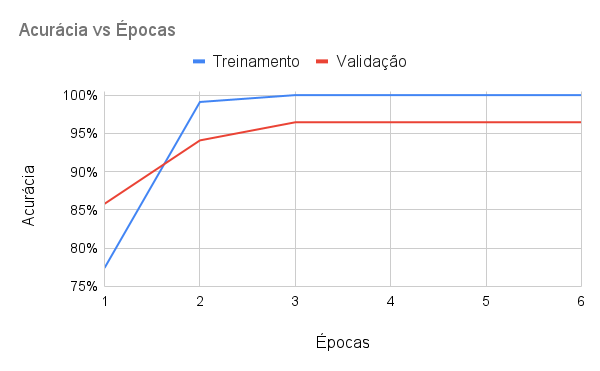 Acurácia vs Épocas
Treinamento Validação
100%
95%
90%
85%
80%
75%
Acurácia
1 2 3 4 5 6
Épocas